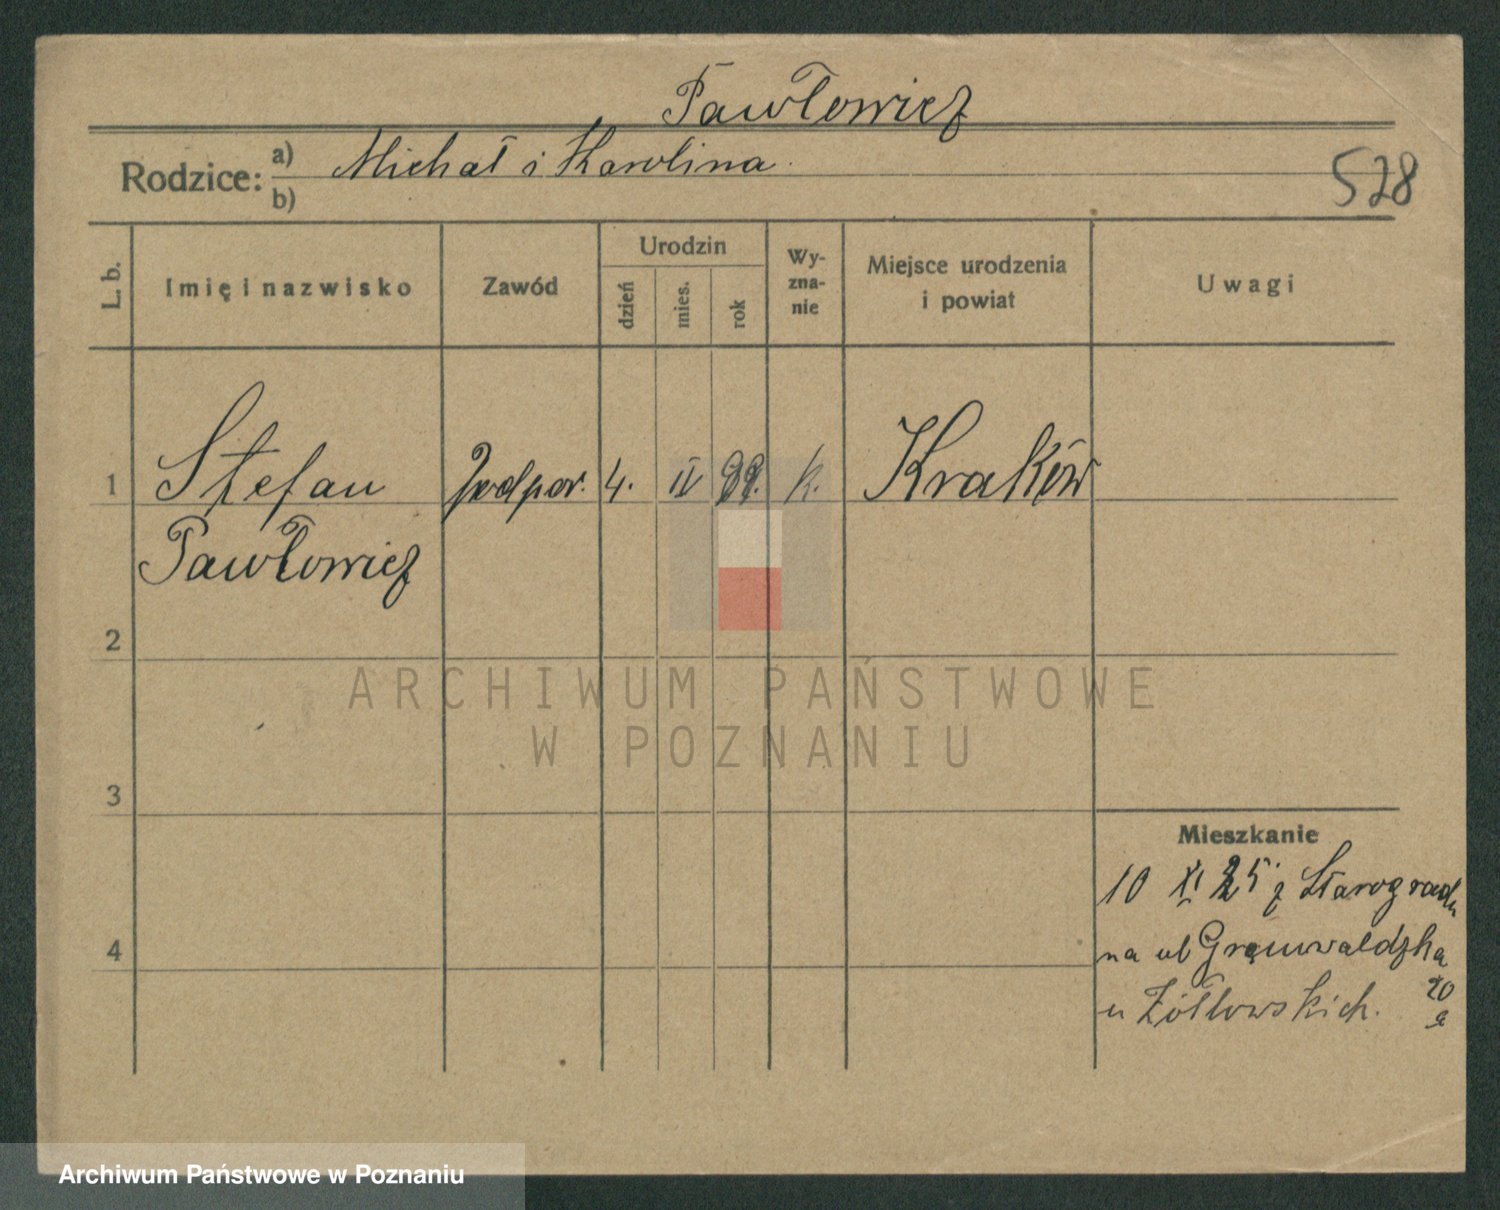 Pawłowicz
Rodzice: a) Michał i Karolina.
b)
528
L. b. Imię i nazwisko Zawód Urodzin dzień mies. rok Wy-zna-nie Miejsce urodzenia i powiat Uwagi
1 Stefan podpor. 4. II k. Kraków
Pawłowicz
2
3
4
Mieszkanie
10 XI 25 z Starogradu
na ul Grunwaldzka
20 a
u Żółtowskich.
ARCHIWUM PAŃSTWOWE
W POZNANIU
Archiwum Państwowe w Poznaniu